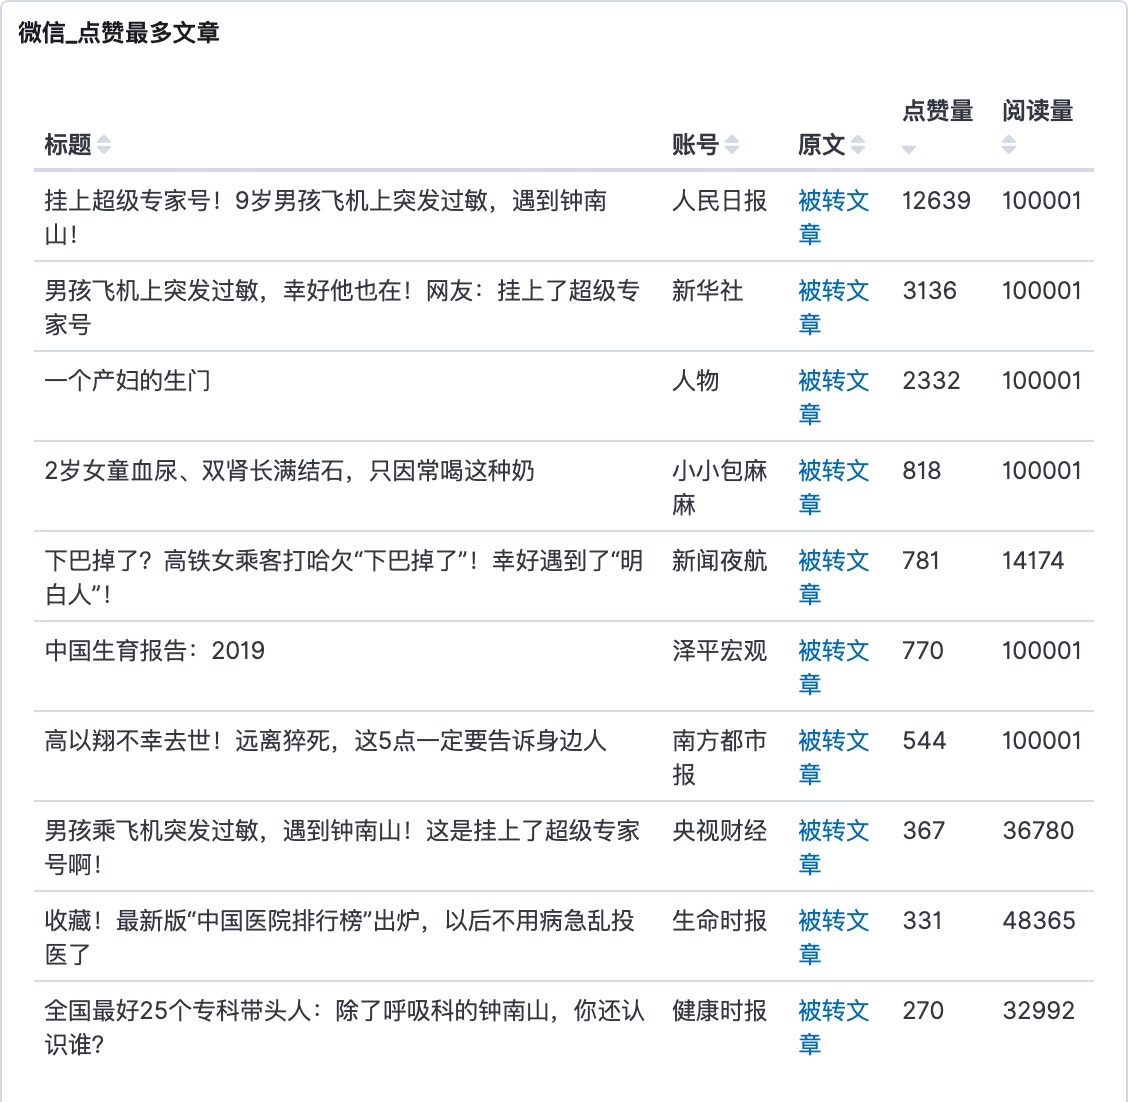 微信_点赞最多文章
点赞量 阅读量
标题 账号 原文
挂上超级专家号！9岁男孩飞机上突发过敏，遇到钟南 人民日报 被转文 12639 100001
山！ 章
男孩飞机上突发过敏，幸好他也在！网友：挂上了超级专 新华社 被转文 3136 100001
家号 章
一个产妇的生门 人物 被转文 2332 100001
章
2岁女童血尿、双肾长满结石，只因常喝这种奶 小小包麻 被转文 818 100001
麻 章
下巴掉了？高铁女乘客打哈欠“下巴掉了”！幸好遇到了“明 新闻夜航 被转文 781 14174
白人”！ 章
中国生育报告：2019 泽平宏观 被转文 770 100001
章
高以翔不幸去世！远离猝死，这5点一定要告诉身边人 南方都市 被转文 544 100001
报 章
男孩乘飞机突发过敏，遇到钟南山！这是挂上了超级专家 央视财经 被转文 367 36780
号啊！ 章
收藏！最新版“中国医院排行榜”出炉，以后不用病急乱投 生命时报 被转文 331 48365
医了 章
全国最好25个专科带头人：除了呼吸科的钟南山，你还认 健康时报 被转文 270 32992
识谁？ 章